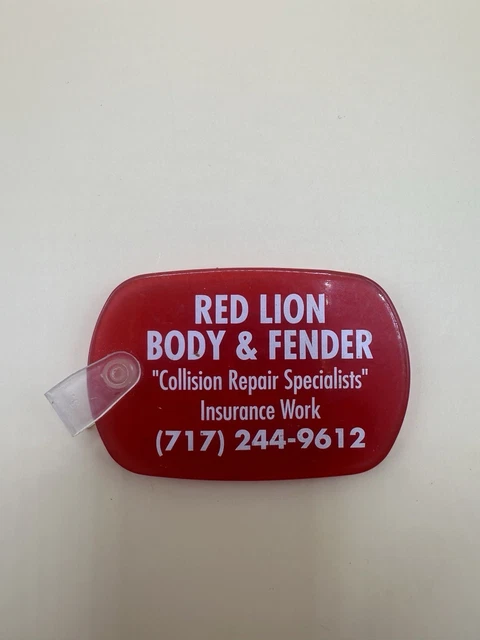 RED LION
BODY & FENDER
"Collision Repair Specialists"
Insurance Work
(717) 244-9612